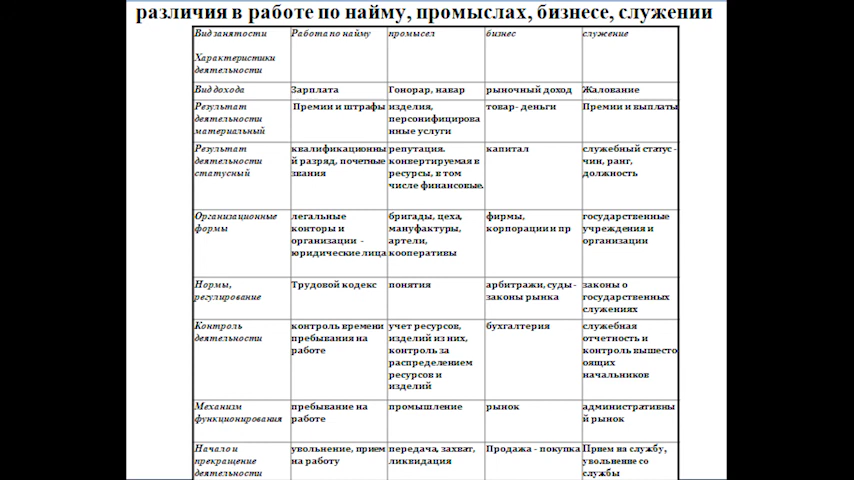 различия в работе по найму, промыслах, бизнесе, служении
Вид занятости
Характеристики
деятельности
Работа по найму
промысел
бизнес
служение
Вид дохода
Зарплата
Гонорар, навар
рыночный доход
Жалование
Результат
деятельности
материальный
Премии и штрафы
изделия,
персонифицирова
нные услуги
товар- деньги
Премии и выплаты
Результат
деятельности
статусный
квалификационны
й разряд, почетные
звания
репутация.
конвертируемая в
ресурсы, в том
числе финансовые.
капитал
служебный статус -
чин, ранг,
должность
Организационные
формы
легальные
конторы и
организации -
юридические лица
бригады, цеха,
мануфактуры,
артели,
кооперативы
фирмы,
корпорации и пр
государственные
учреждения и
организации
Нормы,
регулирование
Трудовой кодекс
понятия
арбитражи, суды -
законы рынка
законы о
государственных
служениях
Контроль
деятельности
контроль времени
пребывания на
работе
учет ресурсов,
изделий из них,
контроль за
распределением
ресурсов и
изделий
бухгалтерия
служебная
отчетность и
контроль вышесто
оящих
начальников
Механизм
функционирования
пребывание на
работе
промышление
рынок
административны
й рынок
Начало и
прекращение
деятельности
увольнение, прием
на работу
передача, захват,
ликвидация
Продажа - покупка
Прием на службу,
увольнение со
службы